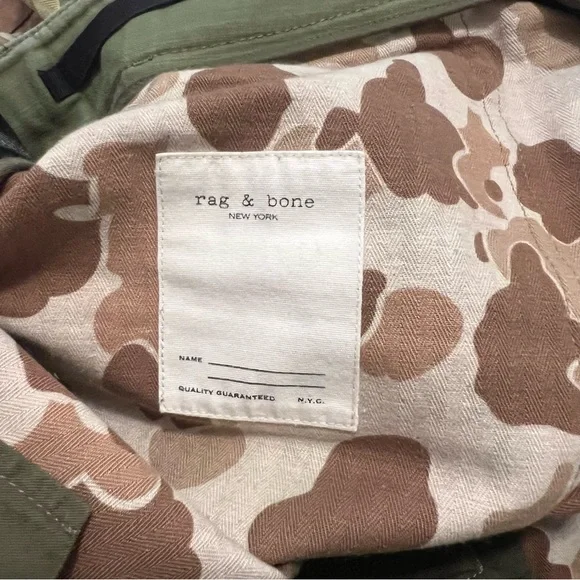 rag & bone
NEW YORK
NAME
QUALITY GUARANTEED N.Y.C.